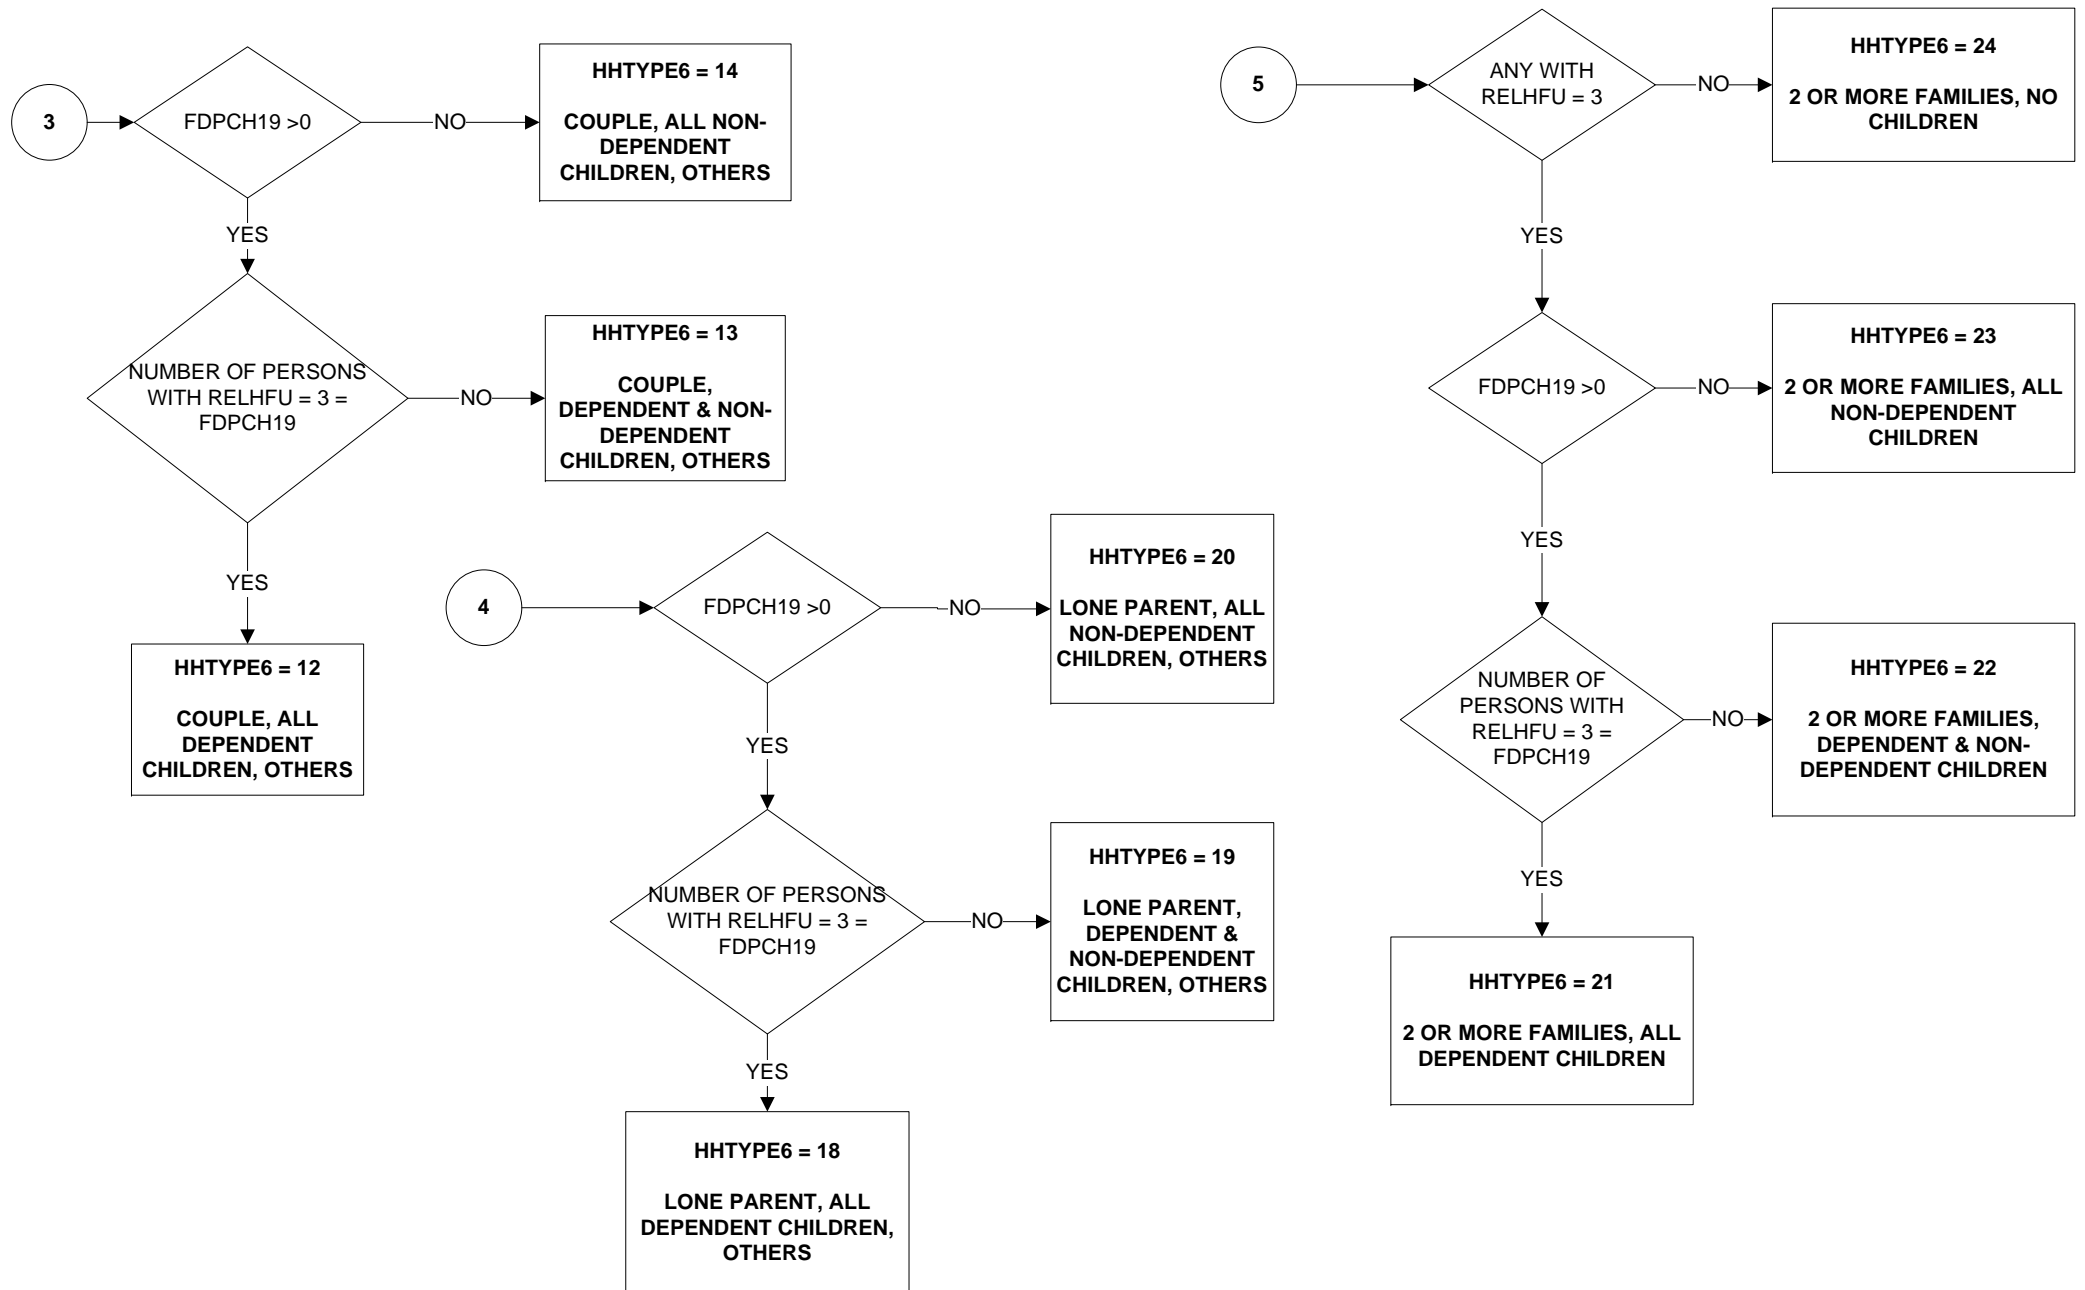 3
FDPCH19 >0
NO
HHTYPE6 = 14
COUPLE, ALL NON-
DEPENDENT
CHILDREN, OTHERS
YES
NUMBER OF PERSONS
WITH RELHFU = 3 =
FDPCH19
NO
HHTYPE6 = 13
COUPLE,
DEPENDENT & NON-
DEPENDENT
CHILDREN, OTHERS
YES
HHTYPE6 = 12
COUPLE, ALL
DEPENDENT
CHILDREN, OTHERS
4
FDPCH19 >0
NO
HHTYPE6 = 20
LONE PARENT, ALL
NON-DEPENDENT
CHILDREN, OTHERS
YES
NUMBER OF PERSONS
WITH RELHFU = 3 =
FDPCH19
NO
HHTYPE6 = 19
LONE PARENT,
DEPENDENT &
NON-DEPENDENT
CHILDREN, OTHERS
YES
HHTYPE6 = 18
LONE PARENT, ALL
DEPENDENT CHILDREN,
OTHERS
5
ANY WITH
RELHFU = 3
NO
HHTYPE6 = 24
2 OR MORE FAMILIES, NO
CHILDREN
YES
FDPCH19 >0
NO
HHTYPE6 = 23
2 OR MORE FAMILIES, ALL
NON-DEPENDENT
CHILDREN
YES
NUMBER OF
PERSONS WITH
RELHFU = 3 =
FDPCH19
NO
HHTYPE6 = 22
2 OR MORE FAMILIES,
DEPENDENT & NON-
DEPENDENT CHILDREN
YES
HHTYPE6 = 21
2 OR MORE FAMILIES, ALL
DEPENDENT CHILDREN